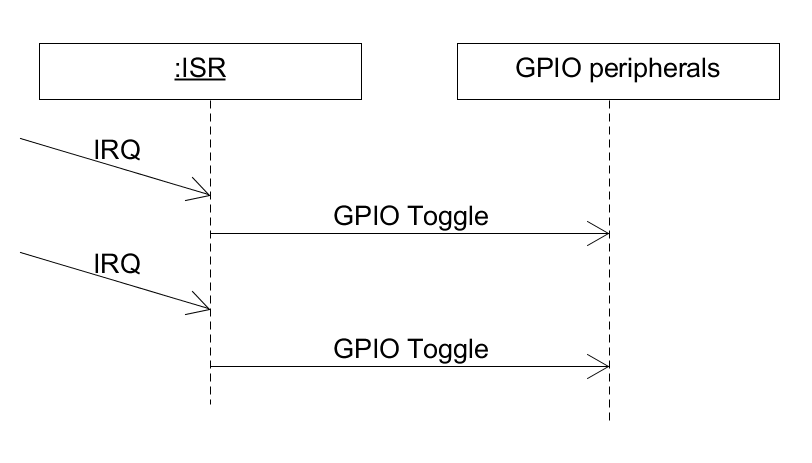 :ISR
GPIO peripherals
IRQ
GPIO Toggle
IRQ
GPIO Toggle